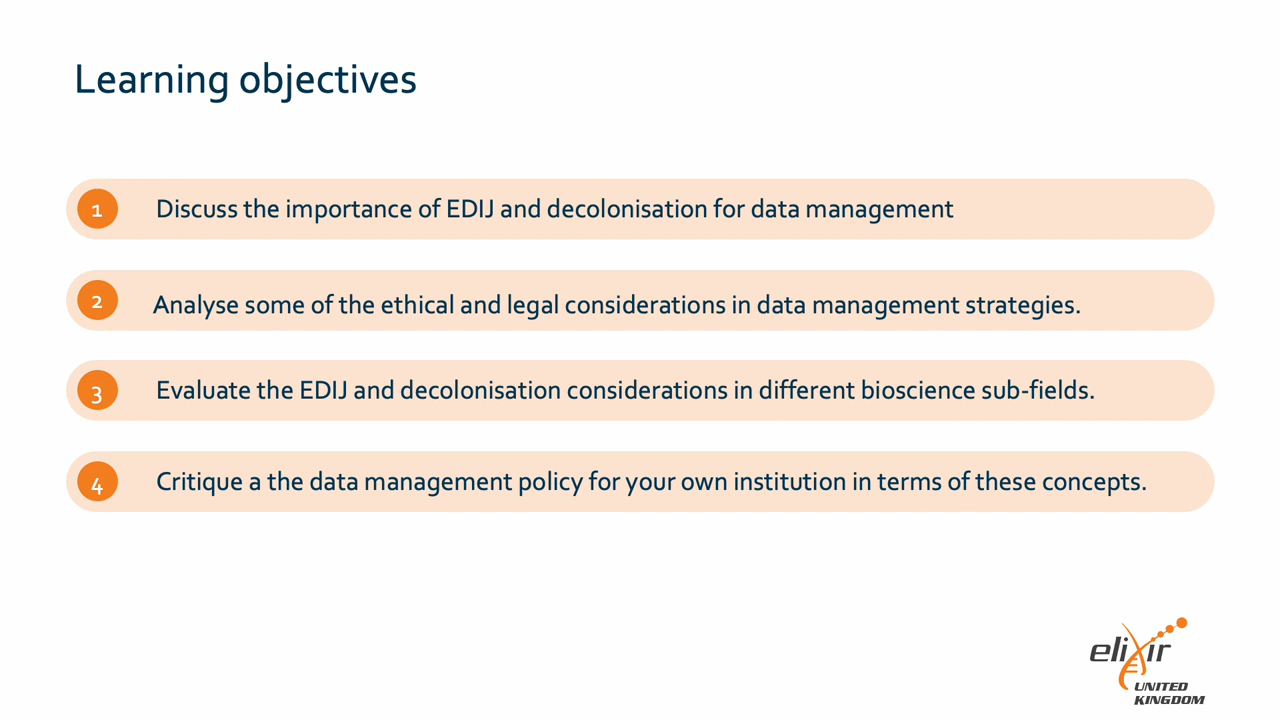 Learning objectives
1 Discuss the importance of EDIJ and decolonisation for data management
2 Analyse some of the ethical and legal considerations in data management strategies.
3 Evaluate the EDIJ and decolonisation considerations in different bioscience sub-fields.
4 Critique a the data management policy for your own institution in terms of these concepts.
elixir
UNITED
KINGDOM